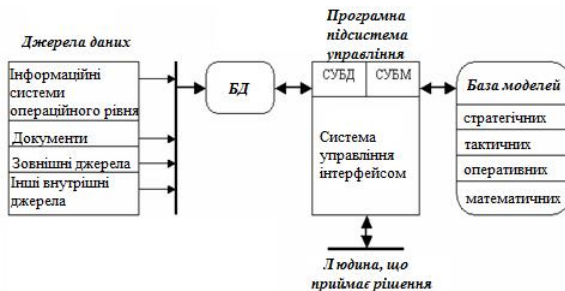 Джерела даних
Інформаційні
системи
операційного рівня
Документи
Зовнішні джерела
Інші внутрішні
джерела
БД
Програмна
підсистема
управління
СУБД СУБМ
Система
управління
інтерфейсом
Людина, що
приймає рішення
База моделей
стратегічних
тактичних
оперативних
математичних